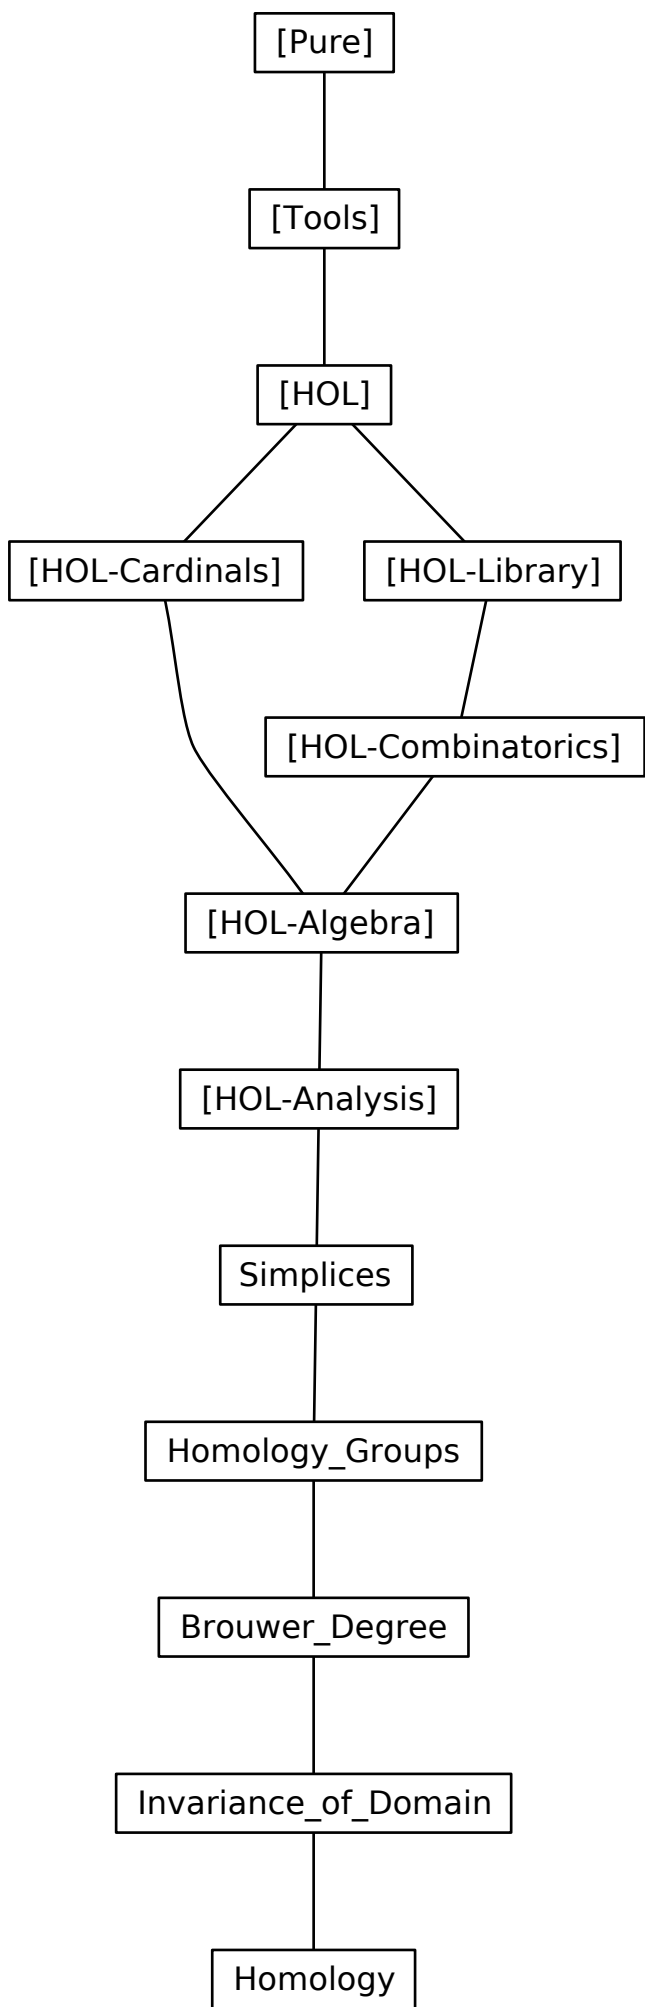 [Pure]
[Tools]
[HOL]
[HOL-Cardinals]
[HOL-Library]
[HOL-Combinatorics]
[HOL-Algebra]
[HOL-Analysis]
Simplices
Homology_Groups
Brouwer_Degree
Invariance_of_Domain
Homology